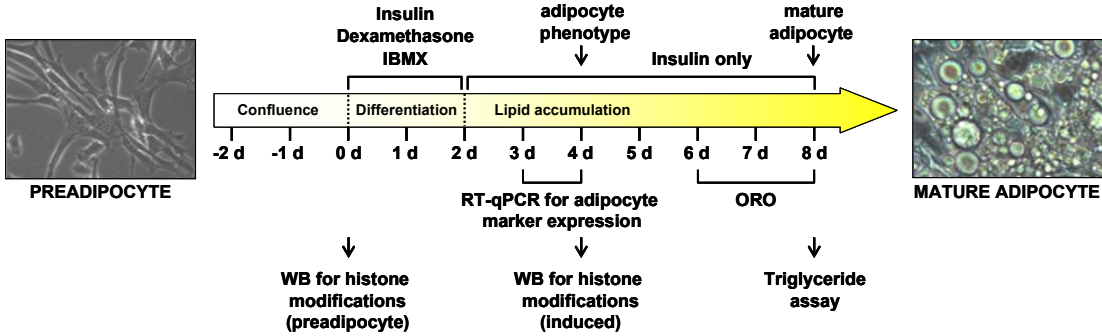 Insulin
Dexamethasone
IBMX
adipocyte
phenotype
mature
adipocyte
Insulin only
Confluence
Differentiation
Lipid accumulation
-2 d -1 d 0 d 1 d 2 d 3 d 4 d 5 d 6 d 7 d 8 d
PREADIPOCYTE
MATURE ADIPOCYTE
RT-qPCR for adipocyte
marker expression
ORO
WB for histone
modifications
(preadipocyte)
WB for histone
modifications
(induced)
Triglyceride
assay